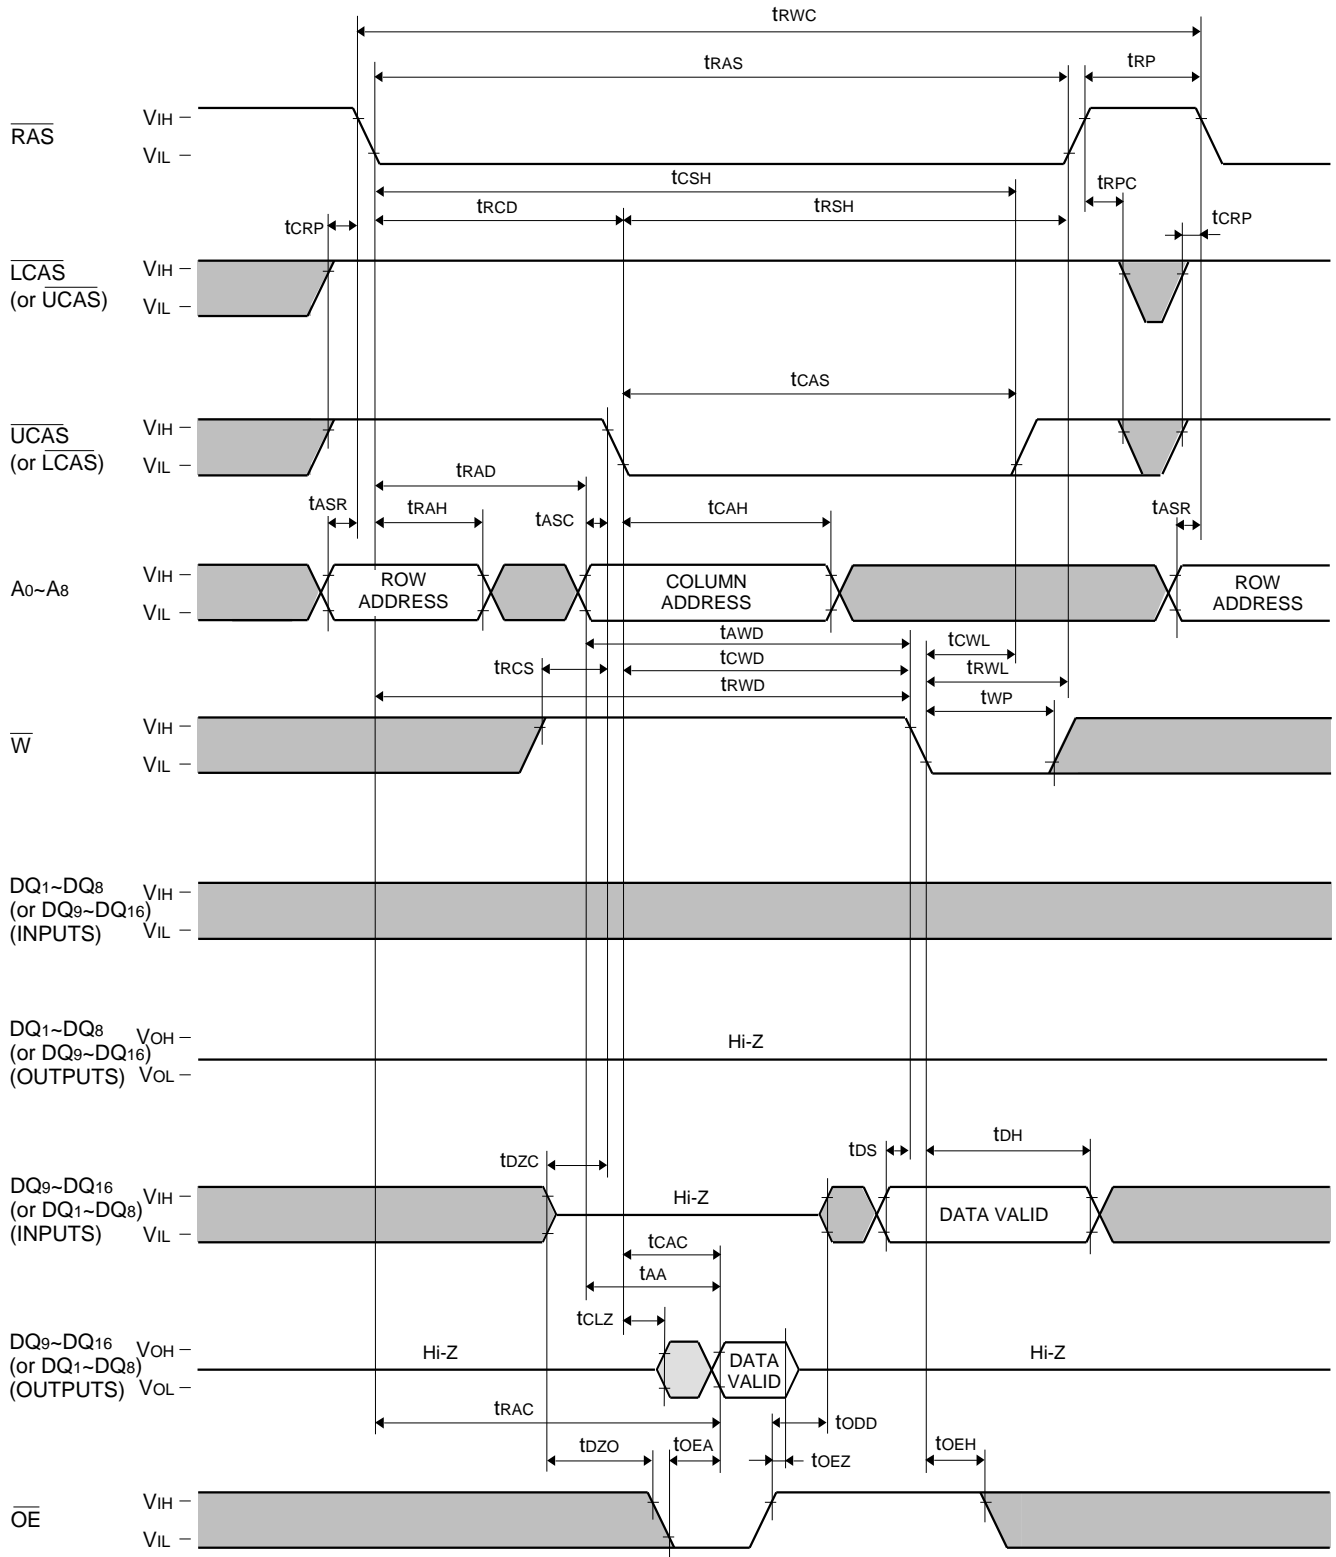 tRWC
tRAS
tRP
RAS
VIH
VIL
tCSH
tRPC
tRCD
tRSH
tCRP
tCRP
LCAS
(or UCAS)
VIH
VIL
tCAS
UCAS
(or LCAS)
VIH
VIL
tRAD
tASR
tRAH
tASC
tCAH
tASR
A0~A8
VIH
VIL
ROW
ADDRESS
COLUMN
ADDRESS
ROW
ADDRESS
tAWD
tCWL
tRCS
tCWD
tRWL
tRWD
tWP
W
VIH
VIL
DQ1~DQ8
(or DQ9~DQ16)
(INPUTS)
VIH
VIL
DQ1~DQ8
(or DQ9~DQ16)
(OUTPUTS)
VOH
VOL
Hi-Z
tDZC
tDS
tDH
DQ9~DQ16
(or DQ1~DQ8)
(INPUTS)
VIH
VIL
Hi-Z
DATA VALID
tCAC
tAA
tCLZ
DQ9~DQ16
(or DQ1~DQ8)
(OUTPUTS)
VOH
VOL
Hi-Z
DATA
VALID
Hi-Z
tRAC
tODD
tDZO
tOEA
tOEZ
tOEH
OE
VIH
VIL